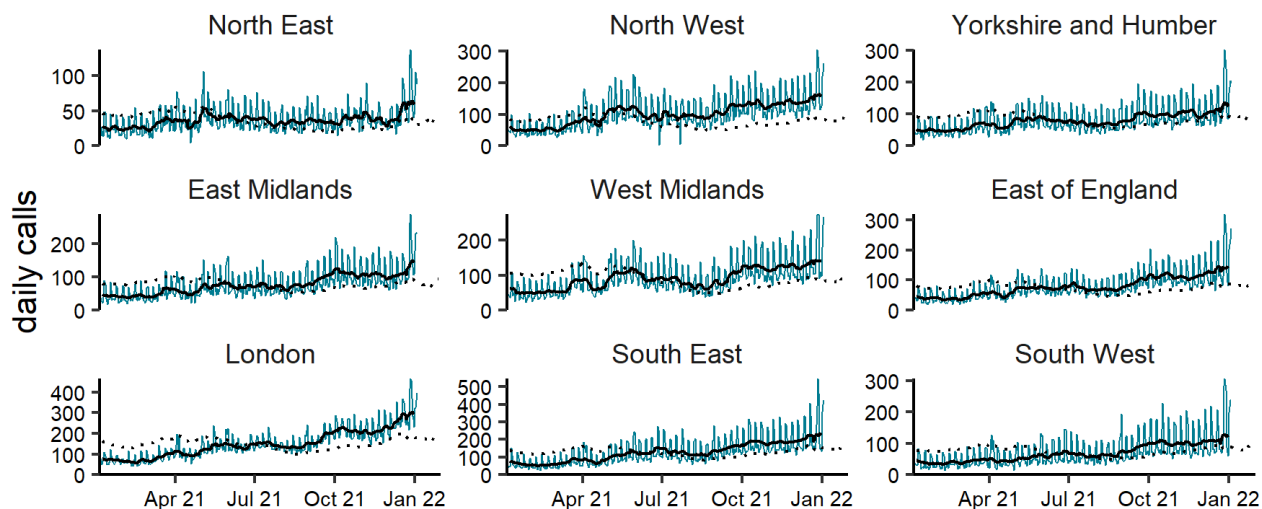 North East
North West
Yorkshire and Humber
100
50
0
300
200
100
0
300
200
100
0
daily calls
East Midlands
West Midlands
East of England
200
100
0
200
100
0
300
200
100
0
London
South East
South West
400
300
200
100
0
500
400
300
200
100
0
300
200
100
0
Apr 21 Jul 21 Oct 21 Jan 22
Apr 21 Jul 21 Oct 21 Jan 22
Apr 21 Jul 21 Oct 21 Jan 22